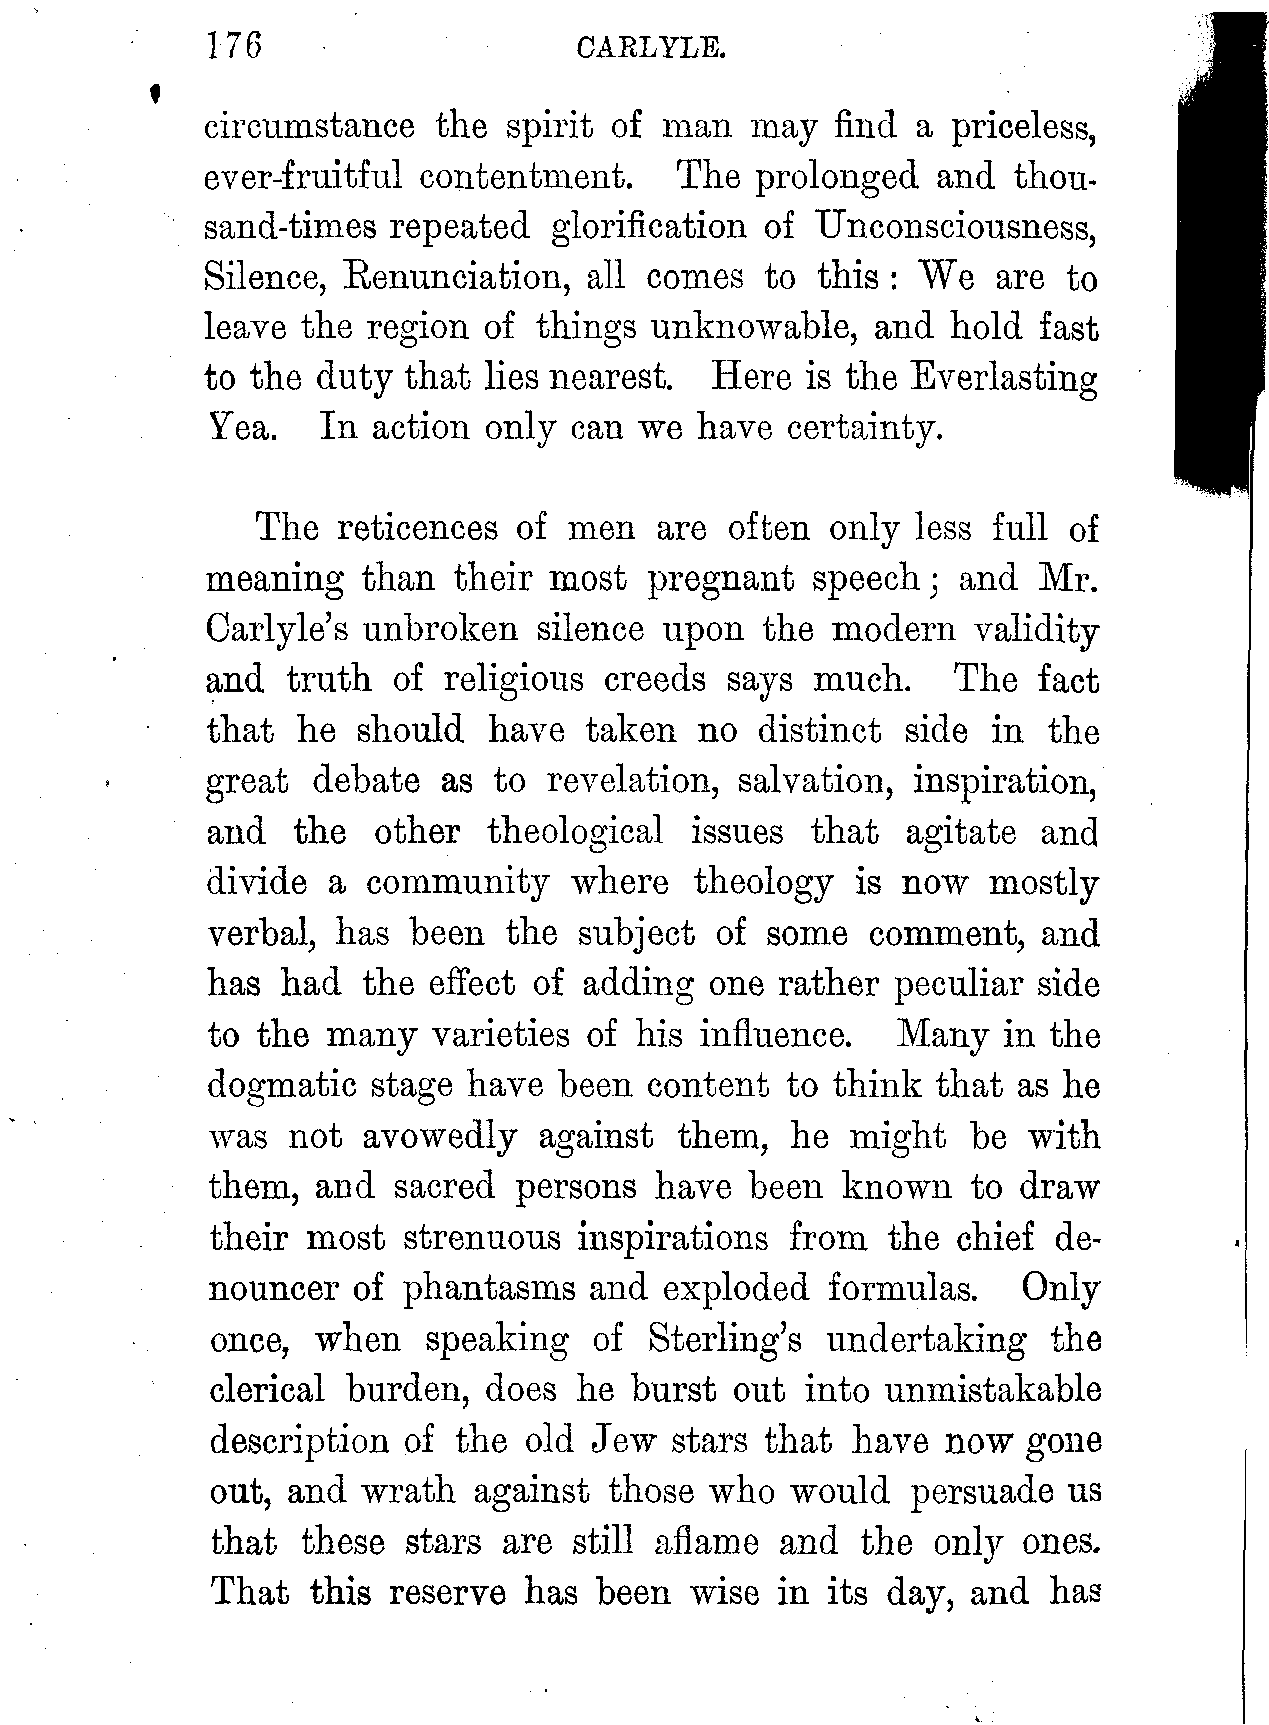 176 CARLYLE.
circumstance the spirit of man may find a priceless,
ever-fruitful contentment. The prolonged and thou-
sand-times repeated glorification of Unconsciousness,
Silence, Renunciation, all comes to this : We are to
leave the region of things unknowable, and hold fast
to the duty that lies nearest. Here is the Everlasting
Yea. In action only can we have certainty.
The reticences of men are often only less full of
meaning than their most pregnant speech ; and Mr.
Carlyle's unbroken silence upon the modern validity
and truth of religious creeds says much. The fact
that he should have taken no distinct side in the
great debate as to revelation, salvation, inspiration,
and the other theological issues that agitate and
divide a community where theology is now mostly
verbal, has been the subject of some comment, and
has had the effect of adding one rather peculiar side
to the many varieties of his influence. Many in the
dogmatic stage have been content to think that as he
was not avowedly against them, he might be with
them, and sacred persons have been known to draw
their most strenuous inspirations from the chief de-
nouncer of phantasms and exploded formulas. Only
once, when speaking of Sterling's undertaking the
clerical burden, does he burst out into unmistakable
description of the old Jew stars that have now gone
out, and wrath against those who would persuade us
that these stars are still aflame and the only ones.
That this reserve has been wise in its day, and has